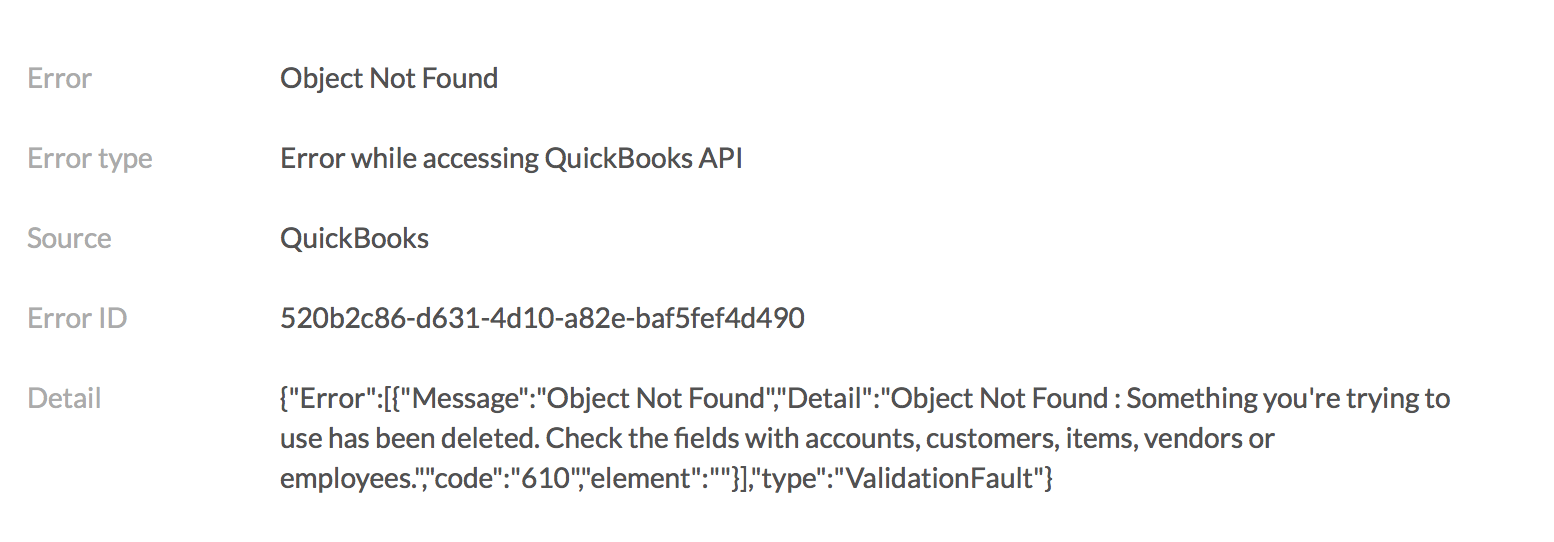 Error Object Not Found
Error type Error while accessing QuickBooks API
Source QuickBooks
Error ID 520b2c86-d631-4d10-a82e-baf5fef4d490
Detail {"Error":[{"Message":"Object Not Found","Detail":"Object Not Found : Something you're trying to
use has been deleted. Check the fields with accounts, customers, items, vendors or
employees.","code":"610","element":""}],"type":"ValidationFault"}